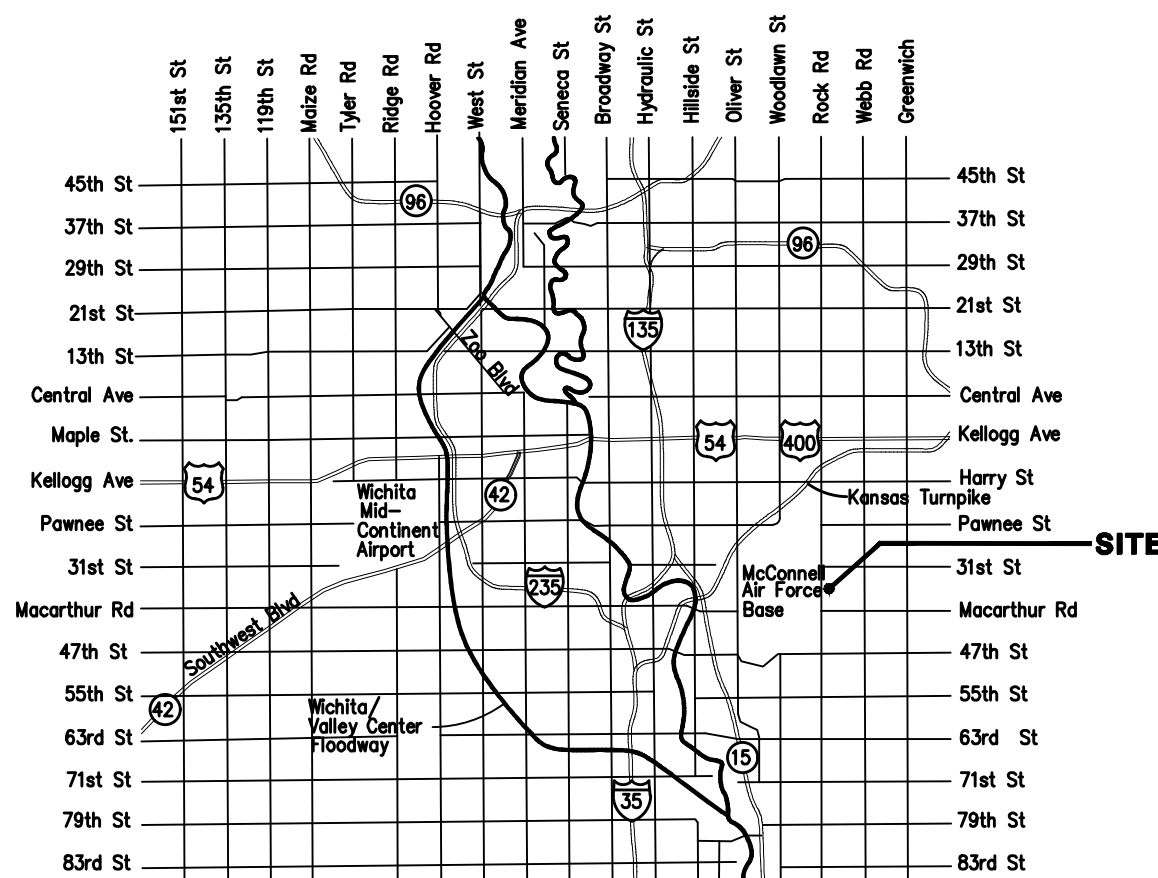 151st St
135th St
119th St
Maize Rd
Tyler Rd
Ridge Rd
Hoover Rd
West St
Meridian Ave
Seneca St
Broadway St
Hydraulic St
Hillside St
Oliver St
Woodlawn St
Rock Rd
Webb Rd
Greenwich
45th St
45th St
96
37th St
37th St
96
29th St
29th St
21st St
21st St
135
13th St
13th St
Zoo Blvd
Central Ave
Central Ave
Maple St.
54
400
Kellogg Ave
Kellogg Ave
54
Harry St
42
Wichita
Mid-
Continent
Airport
Kansas Turnpike
Pawnee St
Pawnee St
SITE
31st St
31st St
235
McConnell
Air Force
Base
Macarthur Rd
Macarthur Rd
Southwest Blvd
47th St
47th St
55th St
55th St
42
Wichita/
Valley Center
Floodway
63rd St
63rd St
15
71st St
71st St
35
79th St
79th St
83rd St
83rd St